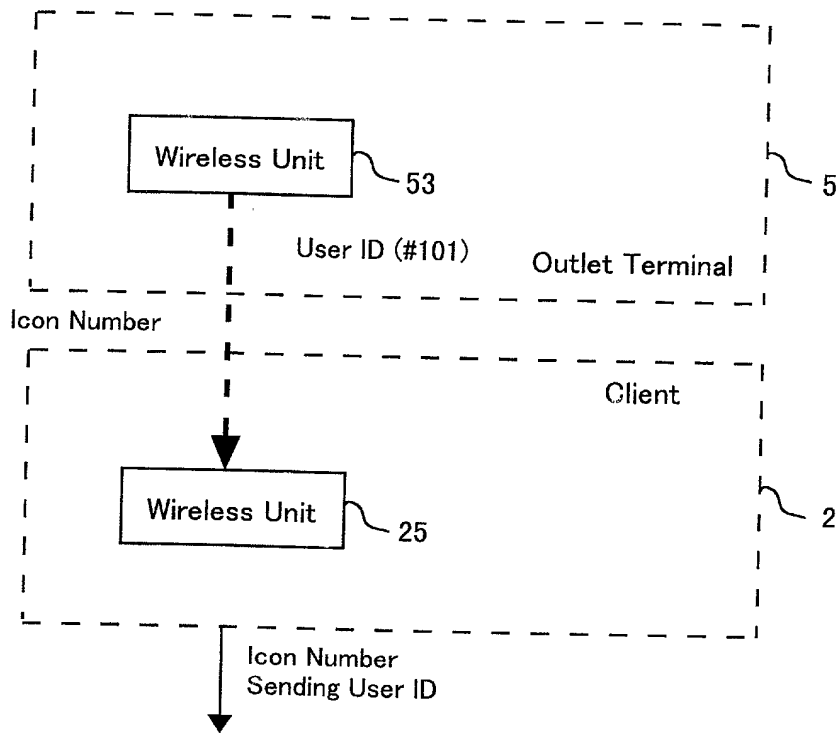 Wireless Unit
53
5
User ID (#101)
Outlet Terminal
Icon Number
Client
Wireless Unit
25
2
Icon Number
Sending User ID